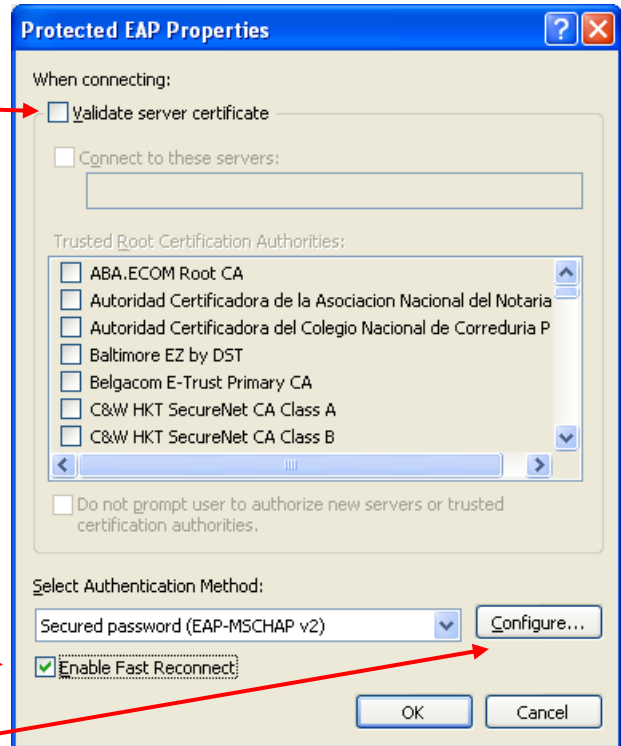 Protected EAP Properties
When connecting:
Validate server certificate
Connect to these servers:
Trusted Root Certification Authorities:
ABA.ECOM Root CA
Autoridad Certificadora de la Asociacion Nacional del Notaria
Autoridad Certificadora del Colegio Nacional de Correduria P
Baltimore EZ by DST
Belgacom E-Trust Primary CA
C&W HKT SecureNet CA Class A
C&W HKT SecureNet CA Class B
Do not prompt user to authorize new servers or trusted
certification authorities.
Select Authentication Method:
Secured password (EAP-MSCHAP v2)
Configure...
Enable Fast Reconnect
OK
Cancel